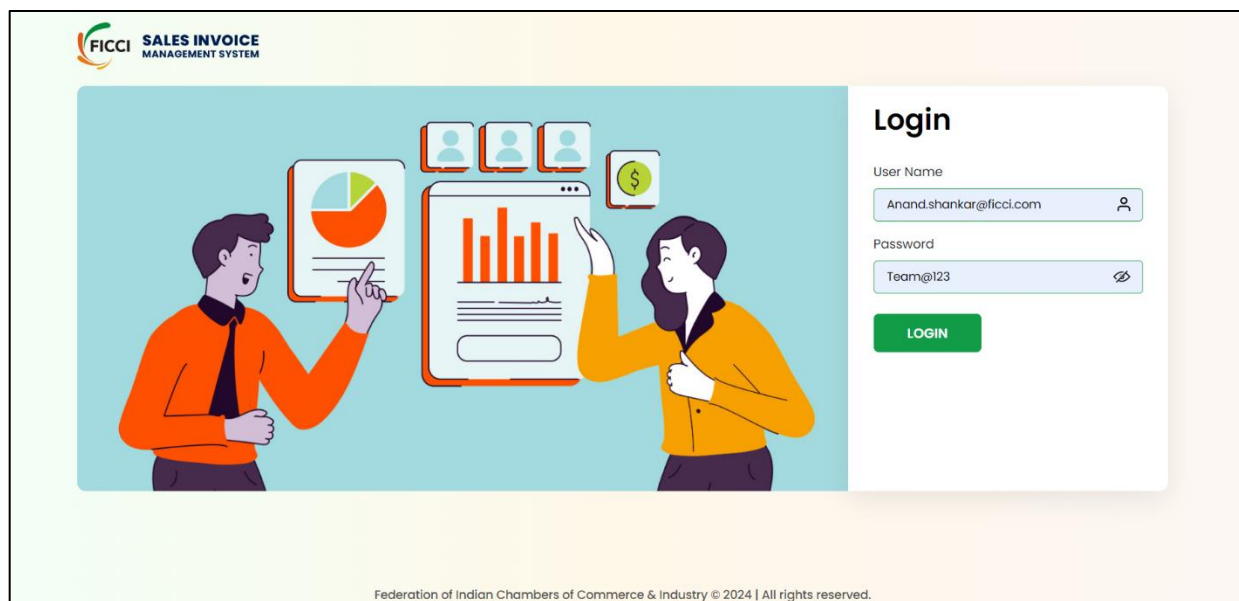 FICCI
SALES INVOICE
MANAGEMENT SYSTEM
Login
User Name
Anand.shankar@ficci.com
Password
Team@123
LOGIN
$
Federation of Indian Chambers of Commerce & Industry © 2024 | All rights reserved.